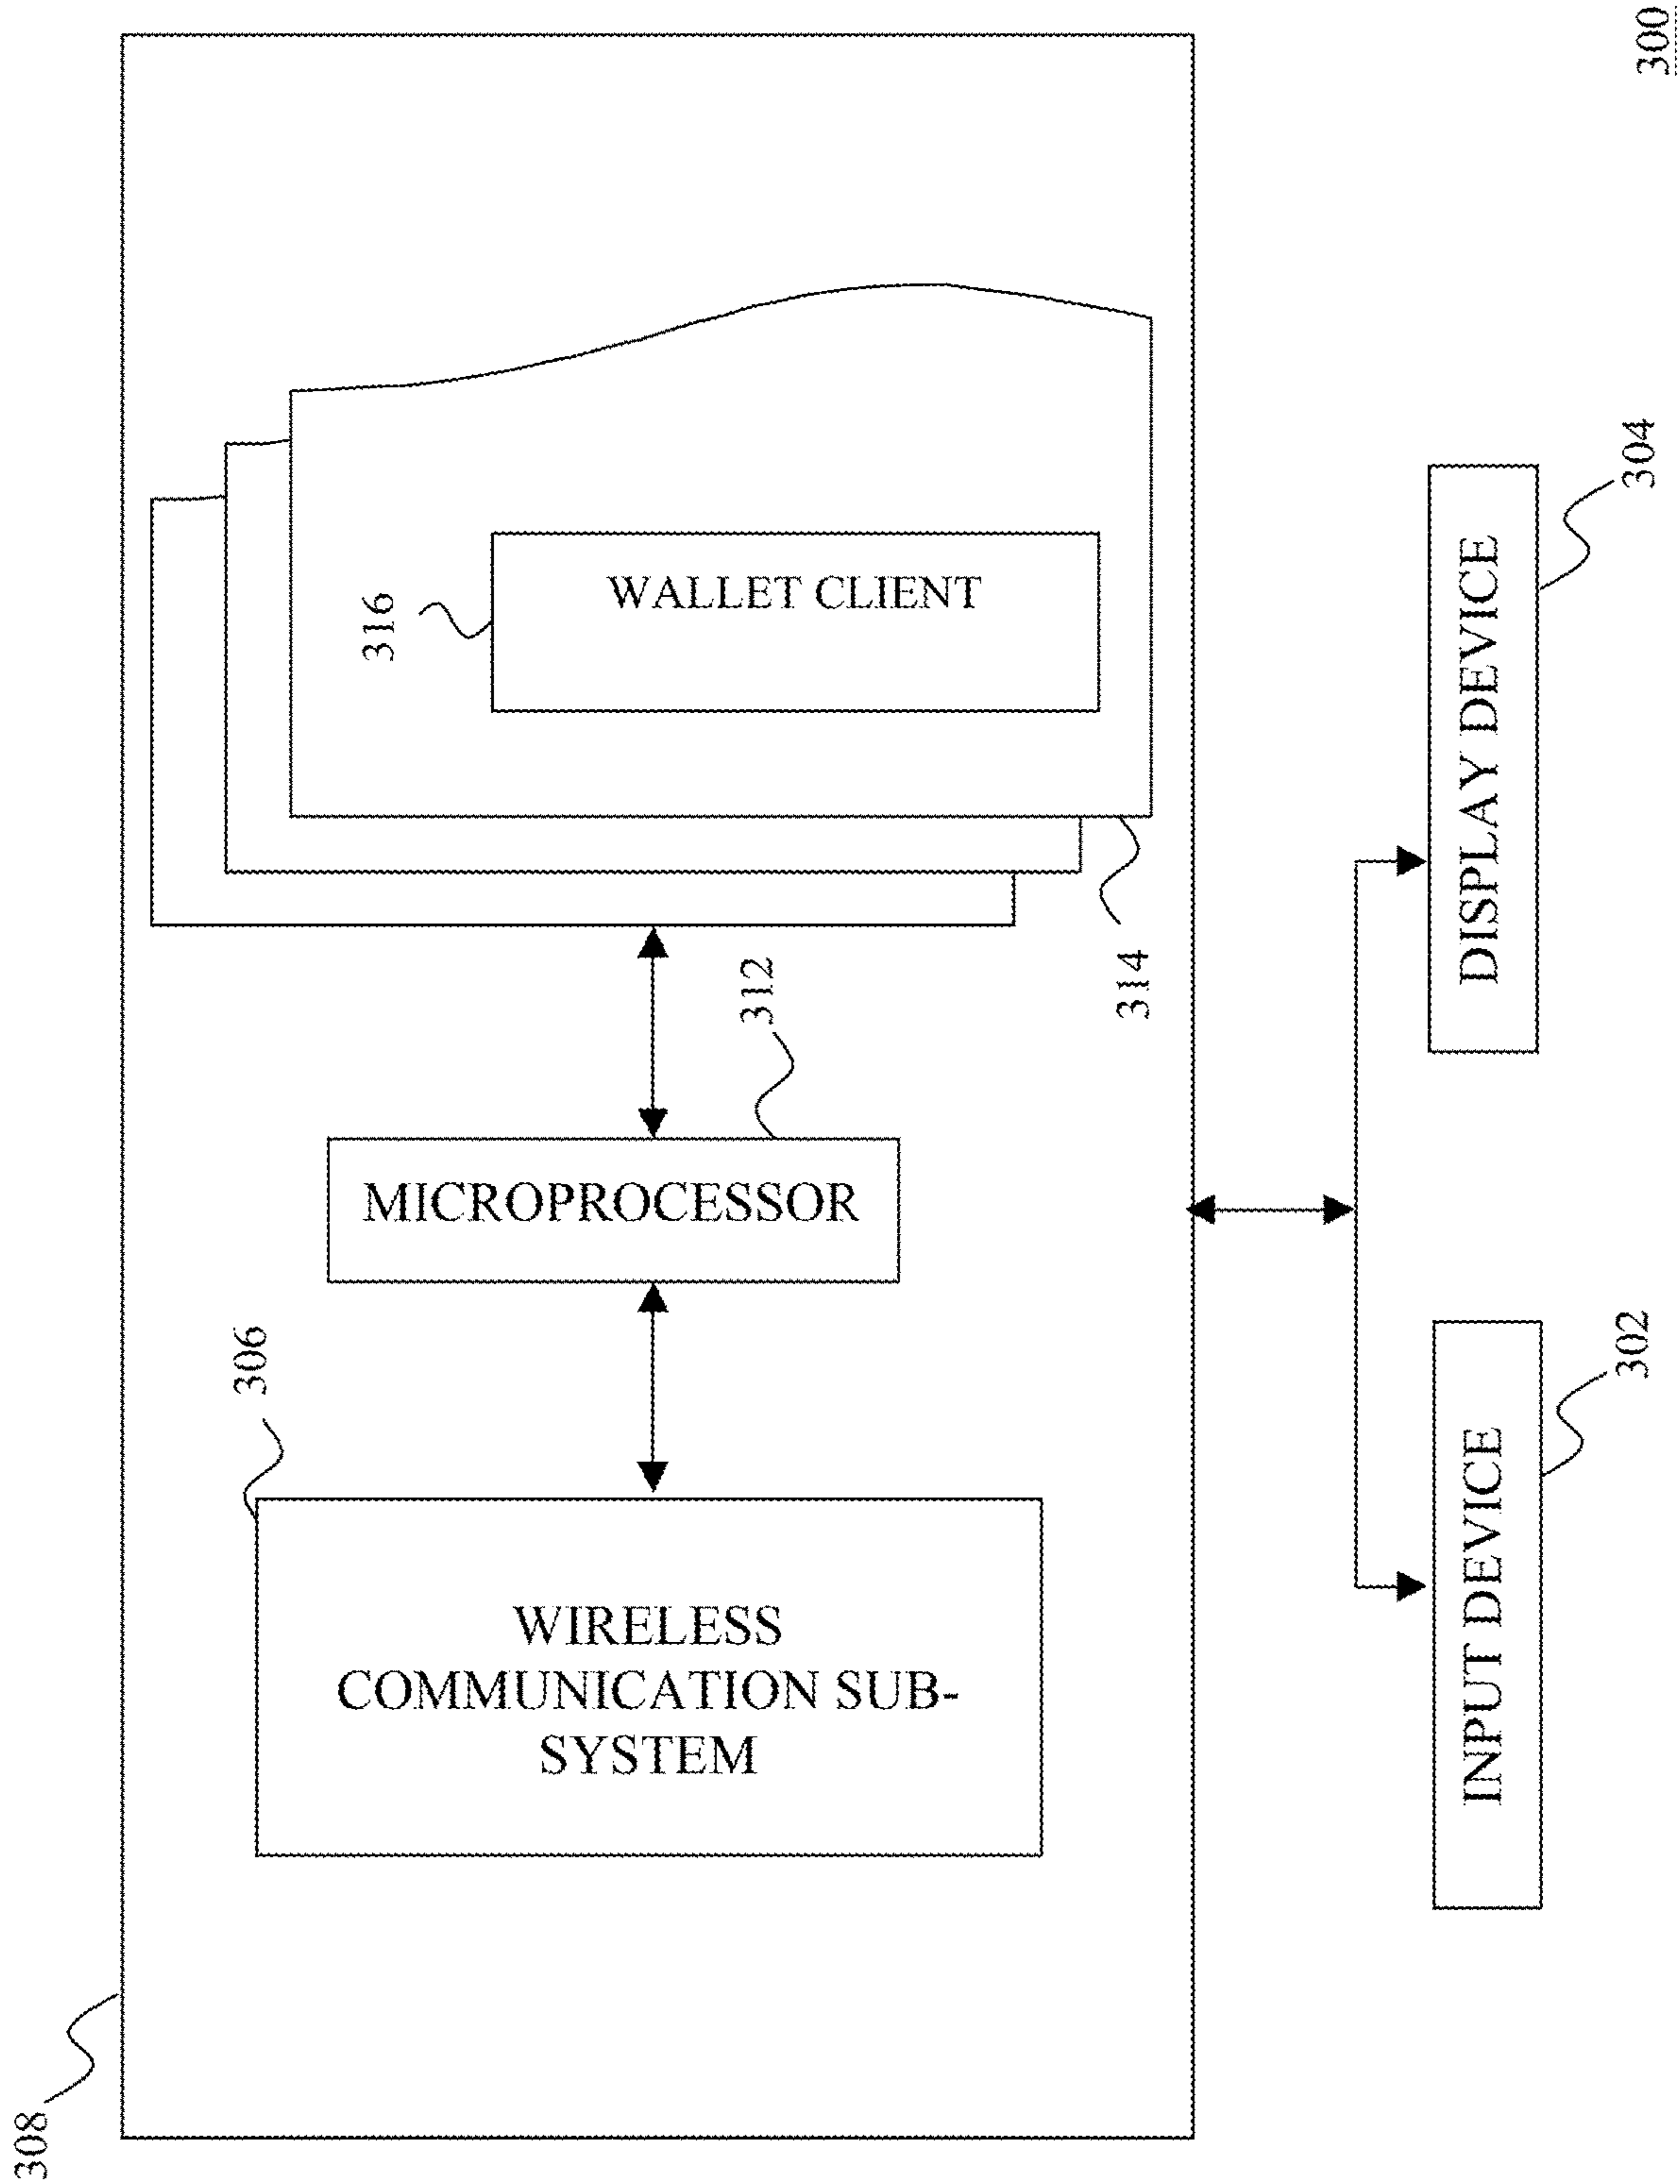 300
308
316
WALLET CLIENT
304
DISPLAY DEVICE
314
312
MICROPROCESSOR
306
WIRELESS
COMMUNICATION SUB-
SYSTEM
302
INPUT DEVICE